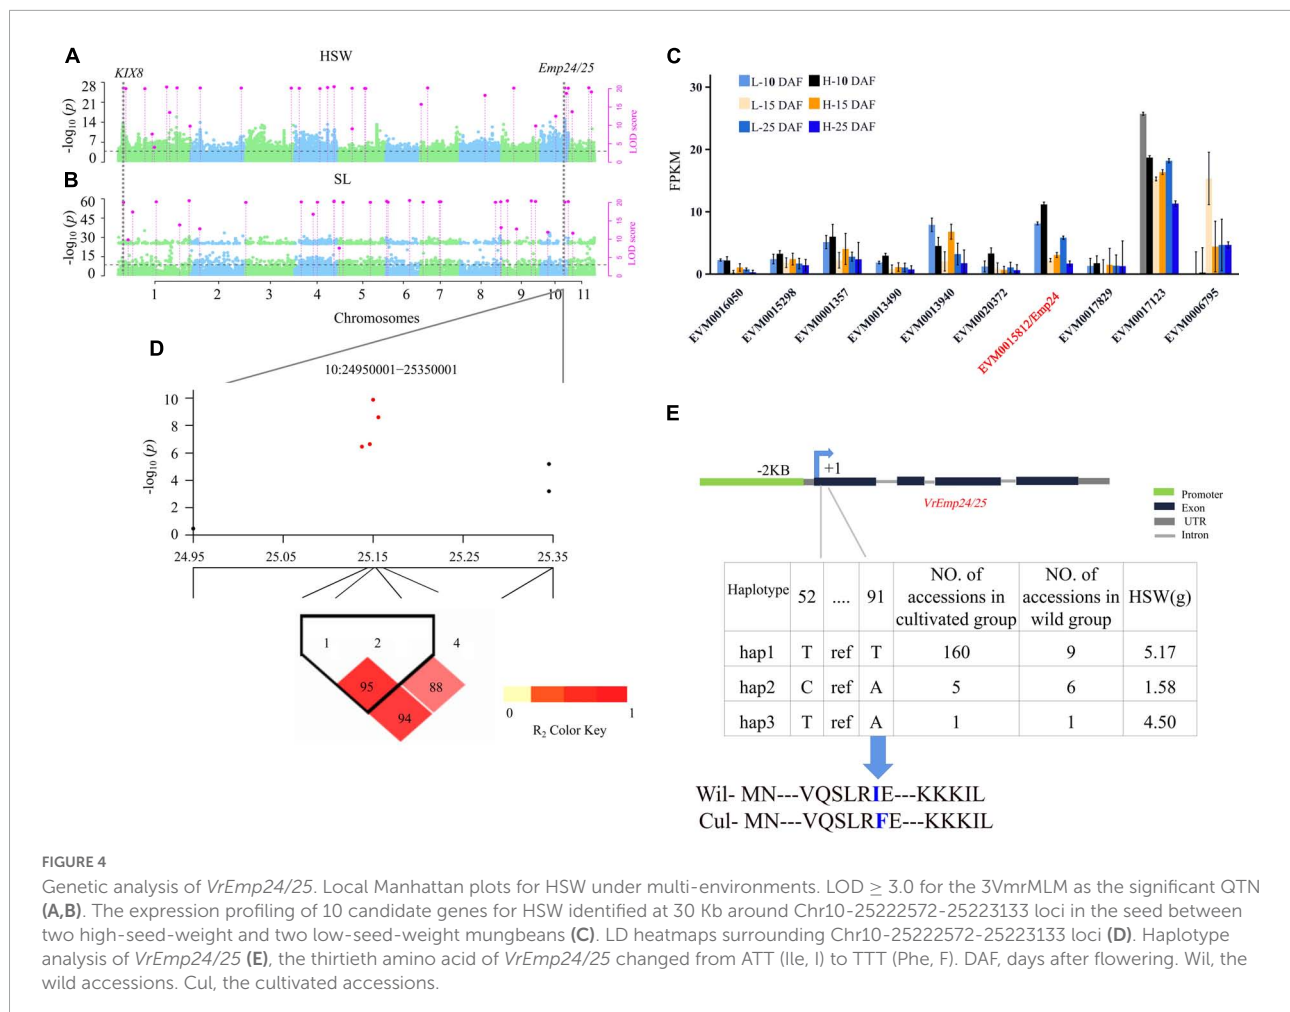 A
HSW
KIX8
Emp24/25
28
21
14
7
0
-log10 (p)
20
15
10
5
0
LOD score
B
SL
60
45
30
15
0
-log10 (p)
20
15
10
5
0
LOD score
1 2 3 4 5 6 7 8 9 10 11
Chromosomes
C
30
20
10
0
FPKM
L-10 DAF H-10 DAF
L-15 DAF H-15 DAF
L-25 DAF H-25 DAF
EVM0016050
EVM0015298
EVM0001357
EVM0013490
EVM0013940
EVM0020372
EVM0015812/Emp24
EVM0017829
EVM0017123
EVM0006795
D
10:24950001−25350001
10
8
6
4
2
0
-log10 (p)
24.95 25.05 25.15 25.25 25.35
1 2 4
95 88
94
0 1
R2 Color Key
E
-2KB
+1
VrEmp24/25
Promoter
Exon
UTR
Intron
Haplotype 52 .... 91 NO. of accessions in cultivated group NO. of accessions in wild group HSW(g)
hap1 T ref T 160 9 5.17
hap2 C ref A 5 6 1.58
hap3 T ref A 1 1 4.50
Wil- MN---VQSLRIE---KKKIL
Cul- MN---VQSLRFE---KKKIL
FIGURE 4
Genetic analysis of VrEmp24/25. Local Manhattan plots for HSW under multi-environments. LOD ≥ 3.0 for the 3VmrMLM as the significant QTN
(A,B). The expression profiling of 10 candidate genes for HSW identified at 30 Kb around Chr10-25222572-25223133 loci in the seed between
two high-seed-weight and two low-seed-weight mungbeans (C). LD heatmaps surrounding Chr10-25222572-25223133 loci (D). Haplotype
analysis of VrEmp24/25 (E), the thirtieth amino acid of VrEmp24/25 changed from ATT (Ile, I) to TTT (Phe, F). DAF, days after flowering. Wil, the
wild accessions. Cul, the cultivated accessions.